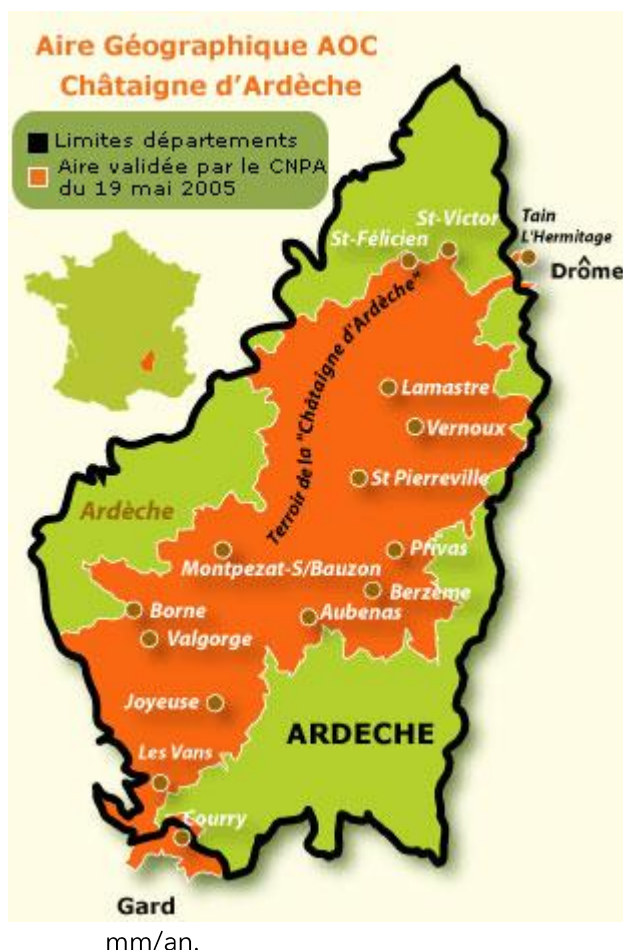 Aire Géographique AOC
Châtaigne d'Ardèche
Limites départements
Aire validée par le CNPA
du 19 mai 2005
St-Victor
Tain
L'Hermitage
St-Félicien
Drôme
Terroir de la "Châtaigne d'Ardèche"
Lamastre
Vernoux
St Pierreville
Ardèche
Privas
Montpezat-S/Bauzon
Berzème
Borne
Aubenas
Valgorge
Joyeuse
ARDECHE
Les Vans
Courry
Gard
mm/an.